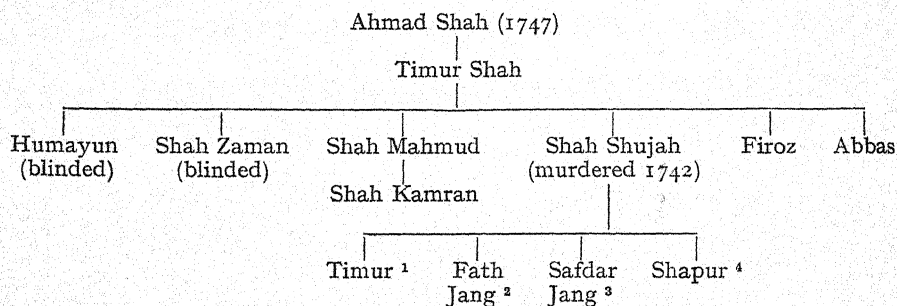 Ahmad Shah (1747)
Timur Shah
Humayun Shah Zaman Shah Mahmud Shah Shujah Firoz Abbas
(blinded) (blinded) (murdered 1742)
Shah Kamran
Timur ¹ Fath Safdar Shapur ⁴
Jang ² Jang ³